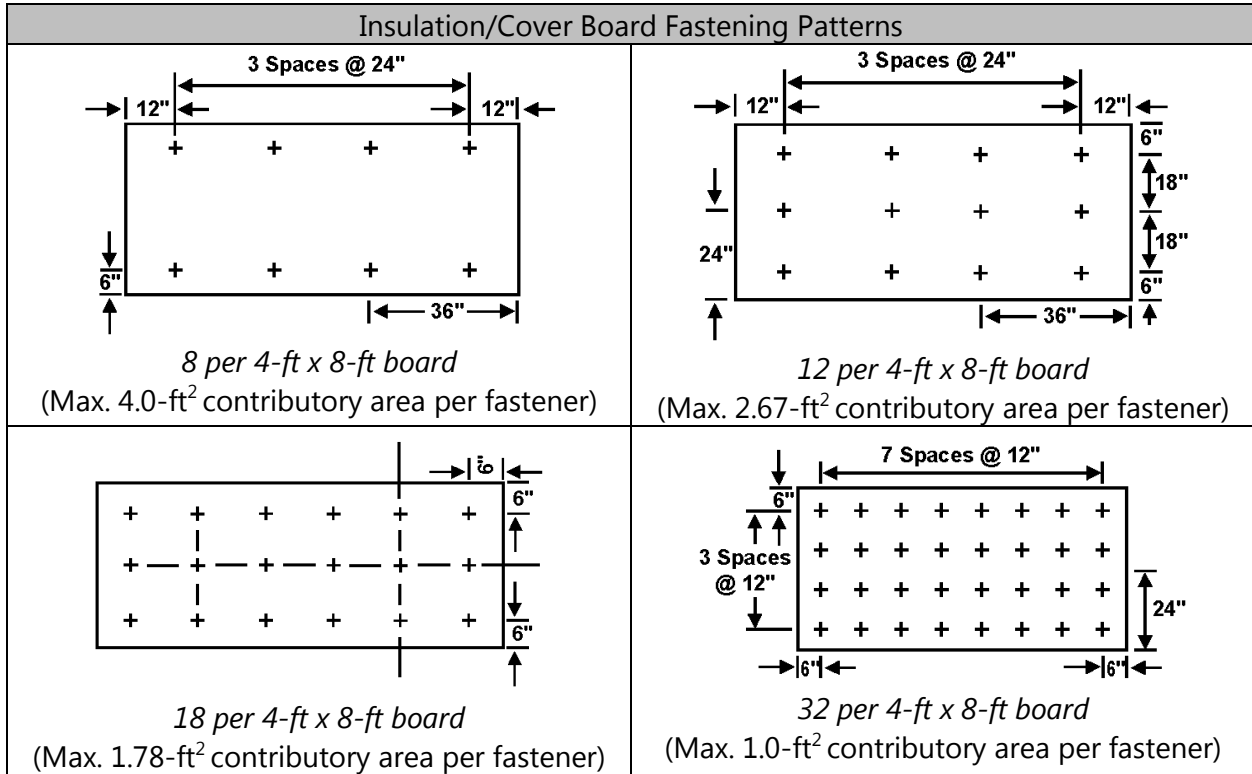 Insulation/Cover Board Fastening Patterns
3 Spaces @ 24"
12"
12"
6"
36"
8 per 4-ft x 8-ft board
(Max. 4.0-ft² contributory area per fastener)
3 Spaces @ 24"
12"
12"
6"
18"
24"
18"
6"
36"
12 per 4-ft x 8-ft board
(Max. 2.67-ft² contributory area per fastener)
6"
6"
6"
18 per 4-ft x 8-ft board
(Max. 1.78-ft² contributory area per fastener)
7 Spaces @ 12"
6"
3 Spaces
@ 12"
24"
6"
6"
32 per 4-ft x 8-ft board
(Max. 1.0-ft² contributory area per fastener)